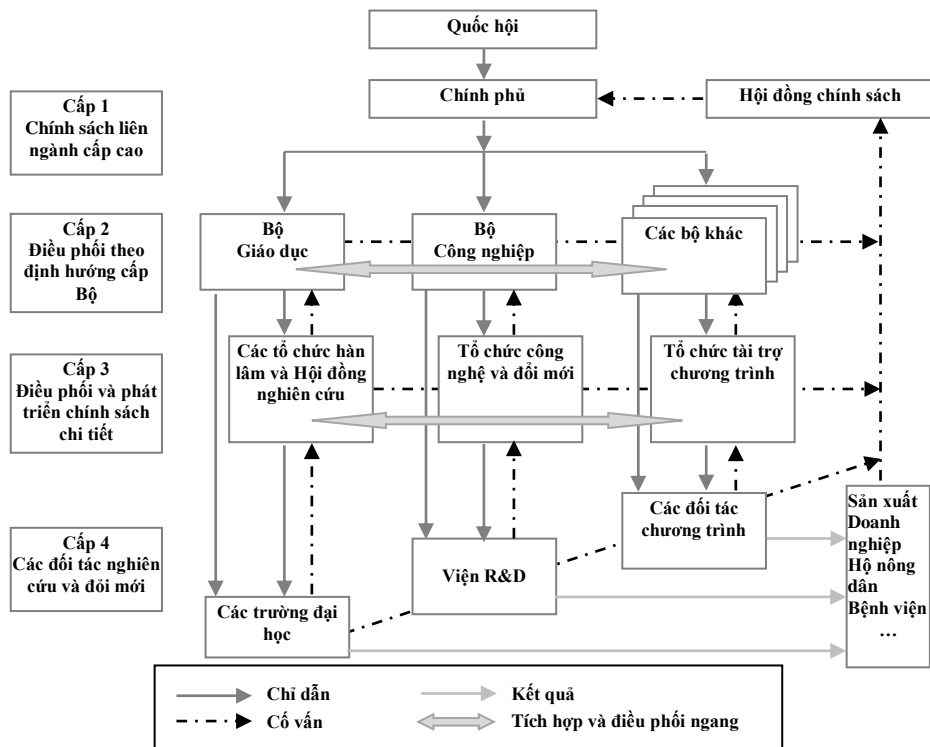 Quốc hội
Chính phủ
Hội đồng chính sách
Cấp 1
Chính sách liên
ngành cấp cao
Cấp 2
Điều phối theo
định hướng cấp
Bộ
Bộ
Giáo dục
Bộ
Công nghiệp
Các bộ khác
Cấp 3
Điều phối và phát
triển chính sách
chi tiết
Các tổ chức hàn
lâm và Hội đồng
nghiên cứu
Tổ chức công
nghệ và đổi mới
Tổ chức tài trợ
chương trình
Cấp 4
Các đối tác nghiên
cứu và đỏi mới
Các trường đại
học
Viện R&D
Các đối tác
chương trình
Sản xuất
Doanh
nghiệp
Hộ nông
dân
Bệnh viện
…
Chỉ dẫn
Cố vấn
Kết quả
Tích hợp và điều phối ngang